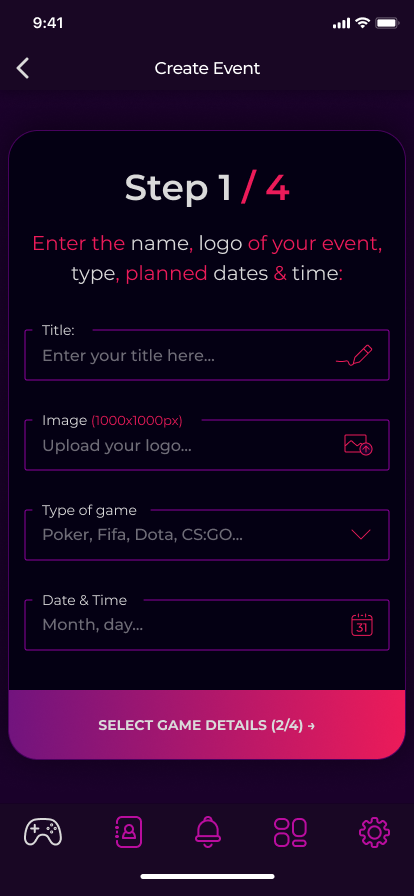 9:41
Create Event
Step 1 / 4
Enter the name, logo of your event,
type, planned dates & time:
Title:
Enter your title here...
Image (1000x1000px)
Upload your logo...
Type of game
Poker, Fifa, Dota, CS:GO...
Date & Time
Month, day...
31
SELECT GAME DETAILS (2/4) →